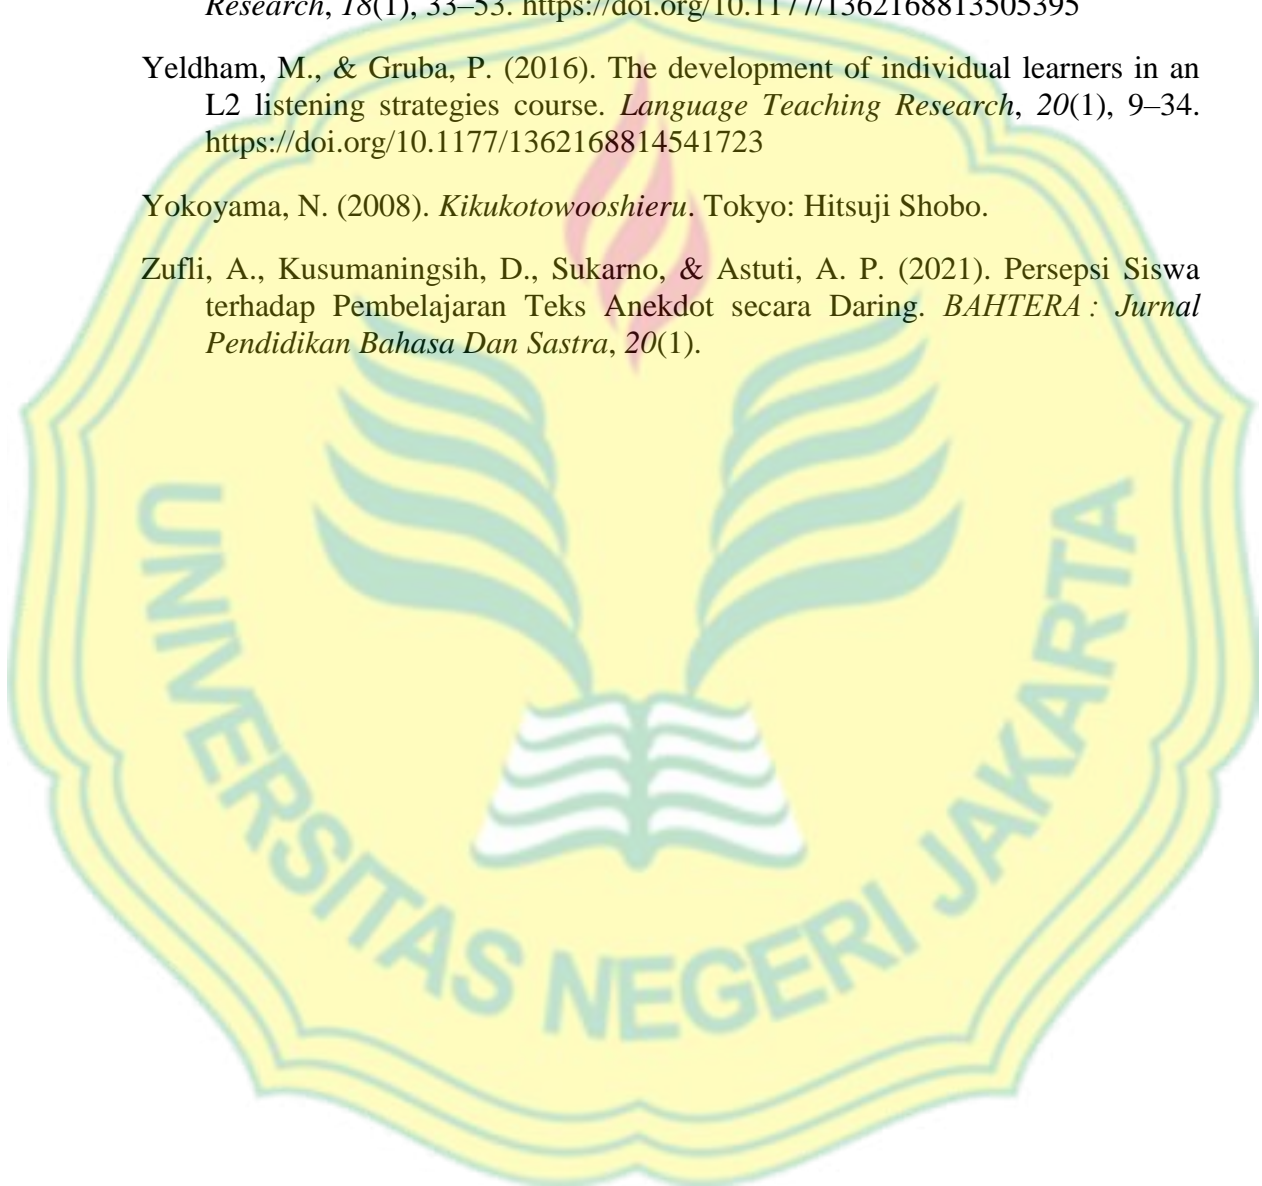 Research, 18(1), 33–53. https://doi.org/10.1177/1362168813505395
Yeldham, M., & Gruba, P. (2016). The development of individual learners in an
L2 listening strategies course. Language Teaching Research, 20(1), 9–34.
https://doi.org/10.1177/1362168814541723
Yokoyama, N. (2008). Kikukotowooshieru. Tokyo: Hitsuji Shobo.
Zufli, A., Kusumaningsih, D., Sukarno, & Astuti, A. P. (2021). Persepsi Siswa
terhadap Pembelajaran Teks Anekdot secara Daring. BAHTERA : Jurnal
Pendidikan Bahasa Dan Sastra, 20(1).
UNIVERSITAS NEGERI JAKARTA